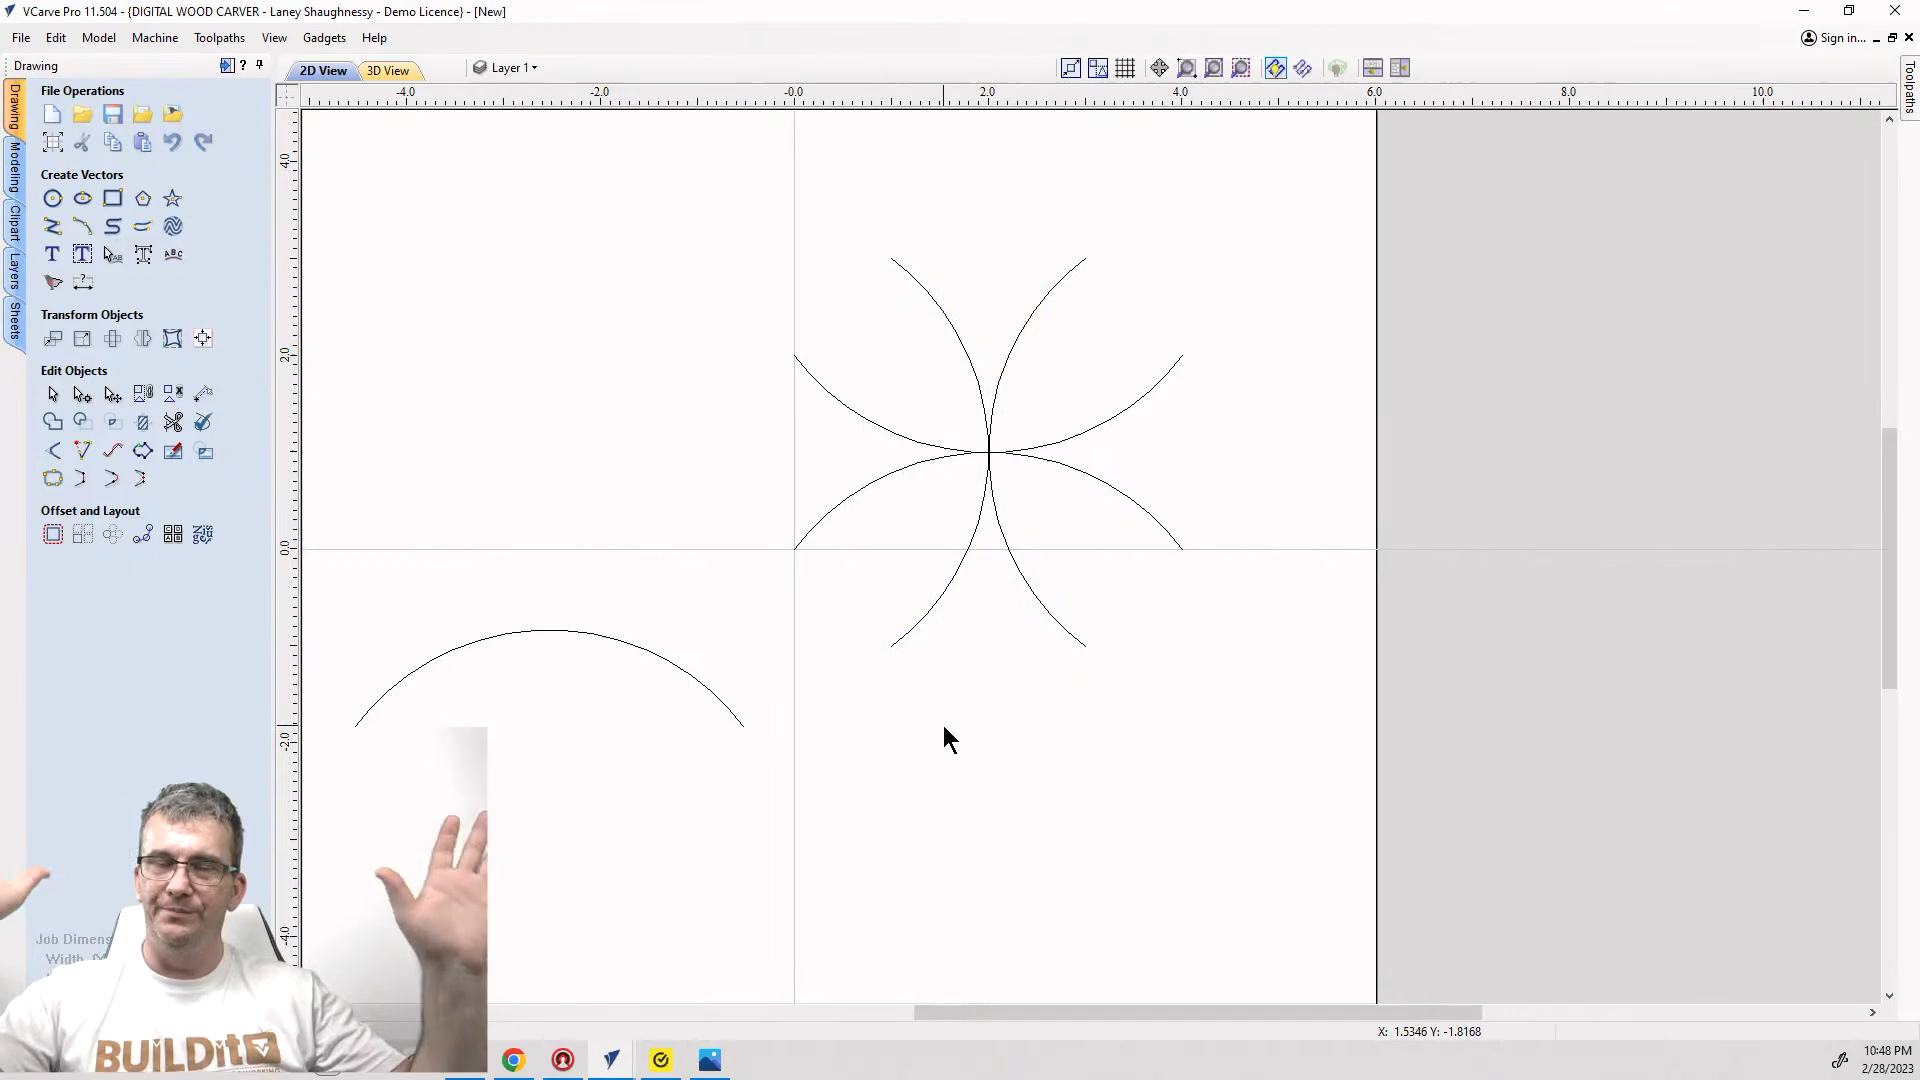 VCarve Pro 11.504 - {DIGITAL WOOD CARVER - Laney Shaughnessy - Demo Licence} - [New]
File Edit Model Machine Toolpaths View Gadgets Help
Sign in...
Drawing
2D View
3D View
Layer 1
Toolpaths
Drawing
Modeling
Clipart
Layers
Sheets
File Operations
Create Vectors
Transform Objects
Edit Objects
Offset and Layout
Job Dimens
Width
-4.0 -2.0 -0.0 2.0 4.0 6.0 8.0 10.0
4.0
2.0
0.0
-2.0
-4.0
BUILDit
X: 1.5346 Y: -1.8168
10:48 PM
2/28/2023